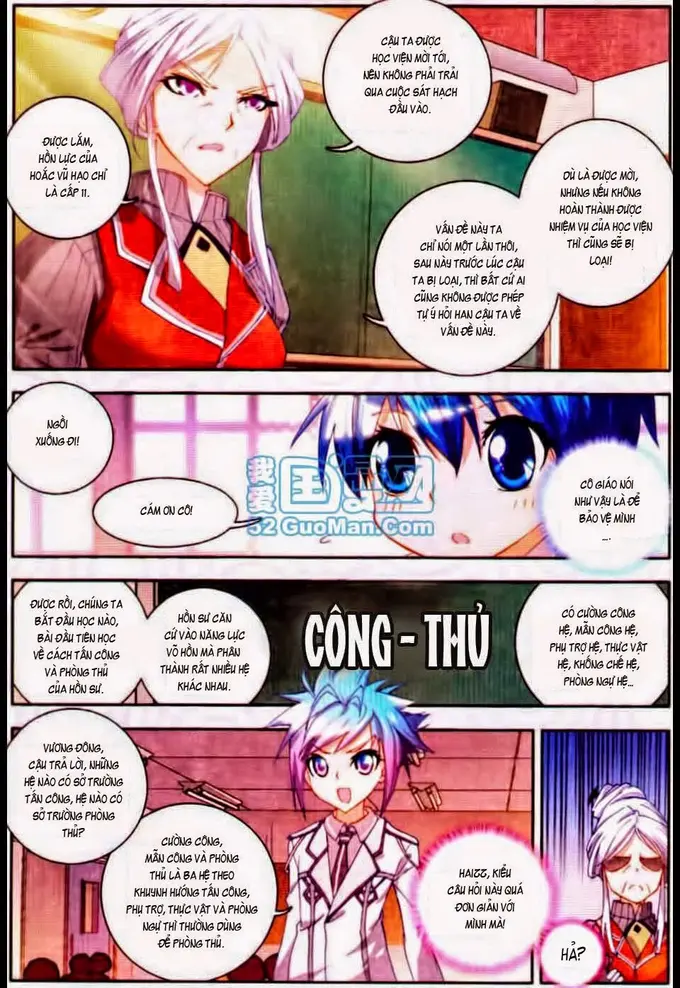 CẬU TA ĐƯỢC
HỌC VIỆN MỜI TỚI,
NÊN KHÔNG PHẢI TRẢI
QUA CUỘC SÁT HẠCH
ĐẦU VÀO.
ĐƯỢC LẮM,
HỒN LỰC CỦA
HOẮC VŨ HẠO CHỈ
LÀ CẤP 11.
DÙ LÀ ĐƯỢC MỜI,
NHƯNG NẾU KHÔNG
HOÀN THÀNH ĐƯỢC
NHIỆM VỤ CỦA HỌC VIỆN
THÌ CŨNG SẼ BỊ
LOẠI!
VẤN ĐỀ NÀY TA
CHỈ NÓI MỘT LẦN THÔI,
SAU NÀY TRƯỚC LÚC CẬU
TA BỊ LOẠI, THÌ BẤT CỨ AI
CŨNG KHÔNG ĐƯỢC PHÉP
TỰ Ý HỎI HAN CẬU TA VỀ
VẤN ĐỀ NÀY.
NGỒI
XUỐNG ĐI!
CÁM ƠN CÔ!
我爱国漫网
52GuoMan.Com
CÔ GIÁO NÓI
NHƯ VẬY LÀ ĐỂ
BẢO VỆ MÌNH
....
ĐƯỢC RỒI, CHÚNG TA
BẮT ĐẦU HỌC NÀO,
BÀI ĐẦU TIÊN HỌC
VỀ CÁCH TẤN CÔNG
VÀ PHÒNG THỦ
CỦA HỒN SƯ.
HỒN SƯ CĂN
CỨ VÀO NĂNG LỰC
VÕ HỒN MÀ PHÂN
THÀNH RẤT NHIỀU HỆ
KHÁC NHAU.
CÔNG - THỦ
CÓ CƯỜNG CÔNG
HỆ, MẪN CÔNG HỆ,
PHỤ TRỢ HỆ, THỰC VẬT
HỆ, KHỐNG CHẾ HỆ,
PHÒNG NGỰ HỆ...
VƯƠNG ĐÔNG,
CẬU TRẢ LỜI, NHỮNG
HỆ NÀO CÓ SỞ TRƯỜNG
TẤN CÔNG, HỆ NÀO CÓ
SỞ TRƯỜNG PHÒNG
THỦ?
CƯỜNG CÔNG,
MẪN CÔNG VÀ PHÒNG
THỦ LÀ BA HỆ THEO
KHUYNH HƯỚNG TẤN CÔNG,
PHỤ TRỢ, THỰC VẬT VÀ PHÒNG
NGỰ THÌ THƯỜNG DÙNG
ĐỂ PHÒNG THỦ.
HAIZZ, KIỂU
CÂU HỎI NÀY QUÁ
ĐƠN GIẢN VỚI
MÌNH MÀ!
HẢ?